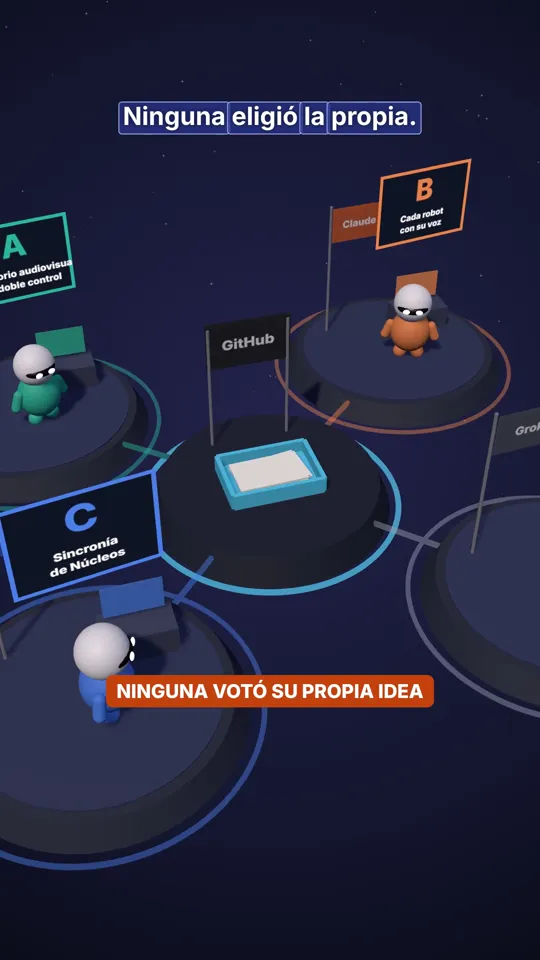 Ninguna eligió la propia.
B
Cada robot
con su voz
Claude
A
doble control
GitHub
C
Sincronía
de Núcleos
NINGUNA VOTÓ SU PROPIA IDEA